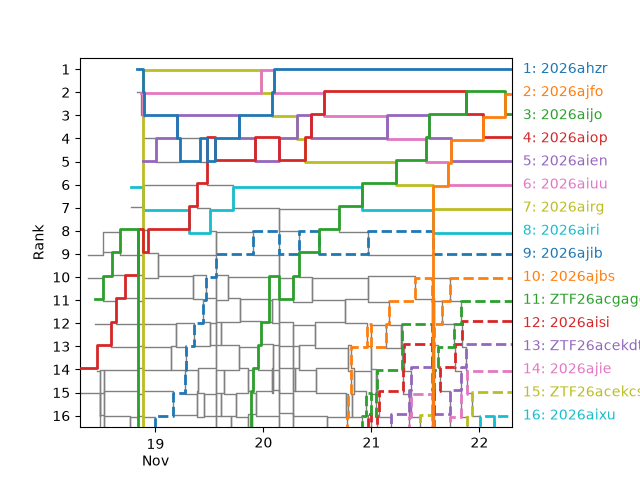 Rank
1
2
3
4
5
6
7
8
9
10
11
12
13
14
15
16
19
20
21
22
Nov
1: 2026ahzr
2: 2026ajfo
3: 2026aijo
4: 2026aiop
5: 2026aien
6: 2026aiuu
7: 2026airg
8: 2026airi
9: 2026ajib
10: 2026ajbs
11: ZTF26acgag
12: 2026aisi
13: ZTF26acekd
14: 2026ajie
15: ZTF26acekc
16: 2026aixu